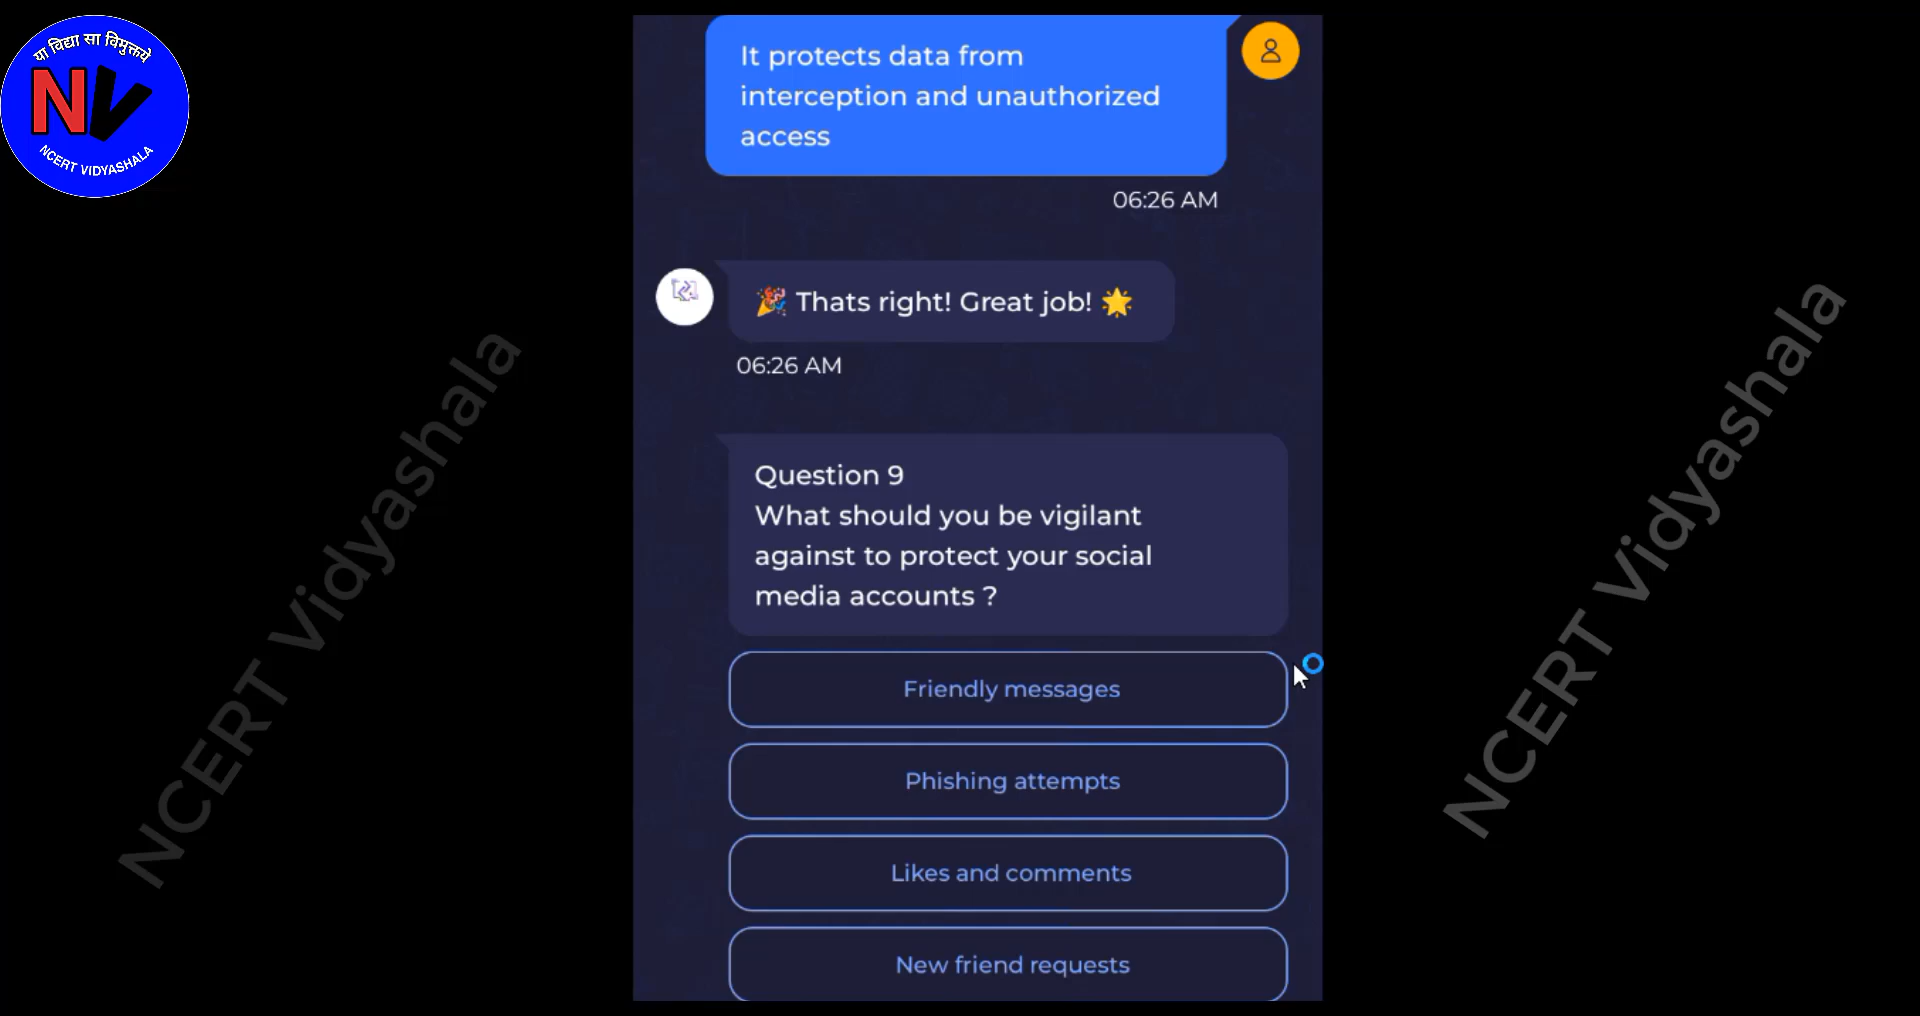 या विद्या सा विमुक्तये
NV
NCERT VIDYASHALA
It protects data from
interception and unauthorized
access
06:26 AM
🎉 Thats right! Great job! 🌟
06:26 AM
Question 9
What should you be vigilant
against to protect your social
media accounts ?
Friendly messages
Phishing attempts
Likes and comments
New friend requests
NCERT Vidyashala
NCERT Vidyashala